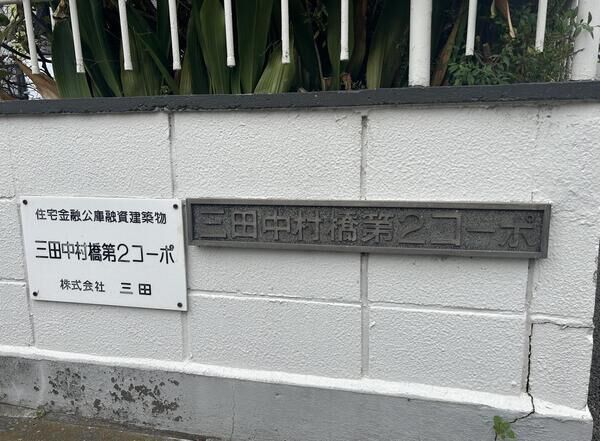 住宅金融公庫融資建築物
三田中村橋第2コーポ
株式会社 三田
三田中村橋第2コーポ